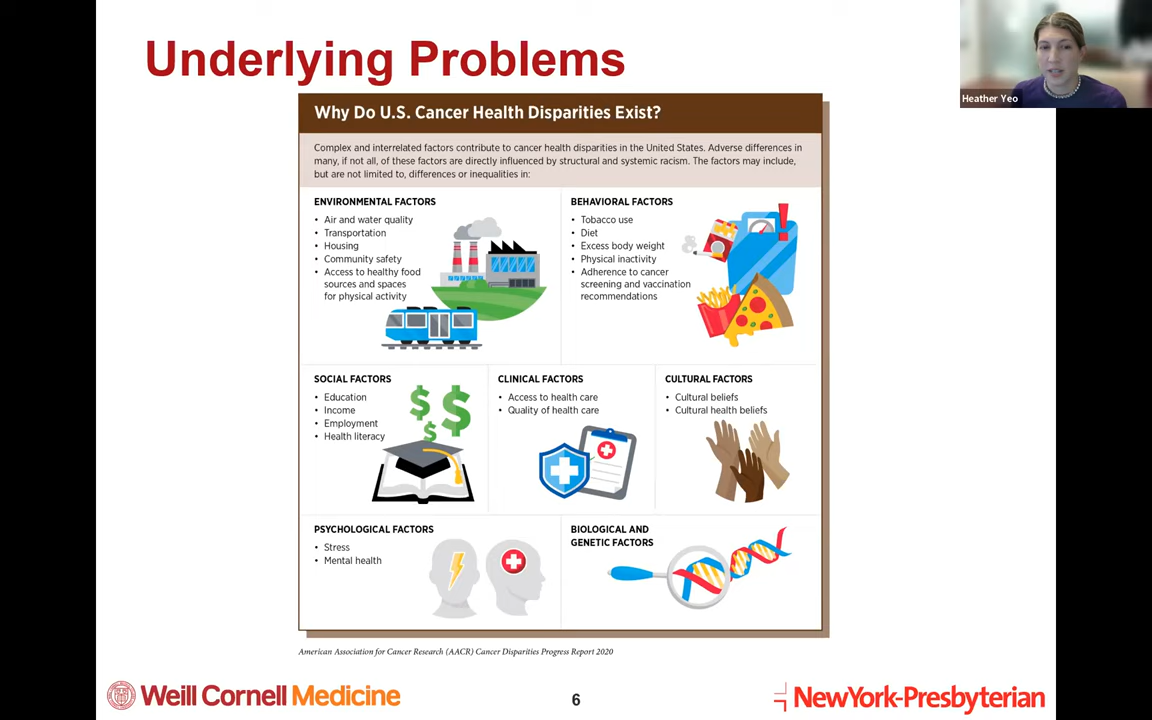 Underlying Problems
Heather Yeo
Why Do U.S. Cancer Health Disparities Exist?
Complex and interrelated factors contribute to cancer health disparities in the United States. Adverse differences in
many, if not all, of these factors are directly influenced by structural and systemic racism. The factors may include,
but are not limited to, differences or inequalities in:
ENVIRONMENTAL FACTORS
• Air and water quality
• Transportation
• Housing
• Community safety
• Access to healthy food
sources and spaces
for physical activity
BEHAVIORAL FACTORS
• Tobacco use
• Diet
• Excess body weight
• Physical inactivity
• Adherence to cancer
screening and vaccination
recommendations
SOCIAL FACTORS
• Education
• Income
• Employment
• Health literacy
CLINICAL FACTORS
• Access to health care
• Quality of health care
CULTURAL FACTORS
• Cultural beliefs
• Cultural health beliefs
PSYCHOLOGICAL FACTORS
• Stress
• Mental health
BIOLOGICAL AND
GENETIC FACTORS
American Association for Cancer Research (AACR) Cancer Disparities Progress Report 2020
Weill Cornell Medicine
6
NewYork-Presbyterian